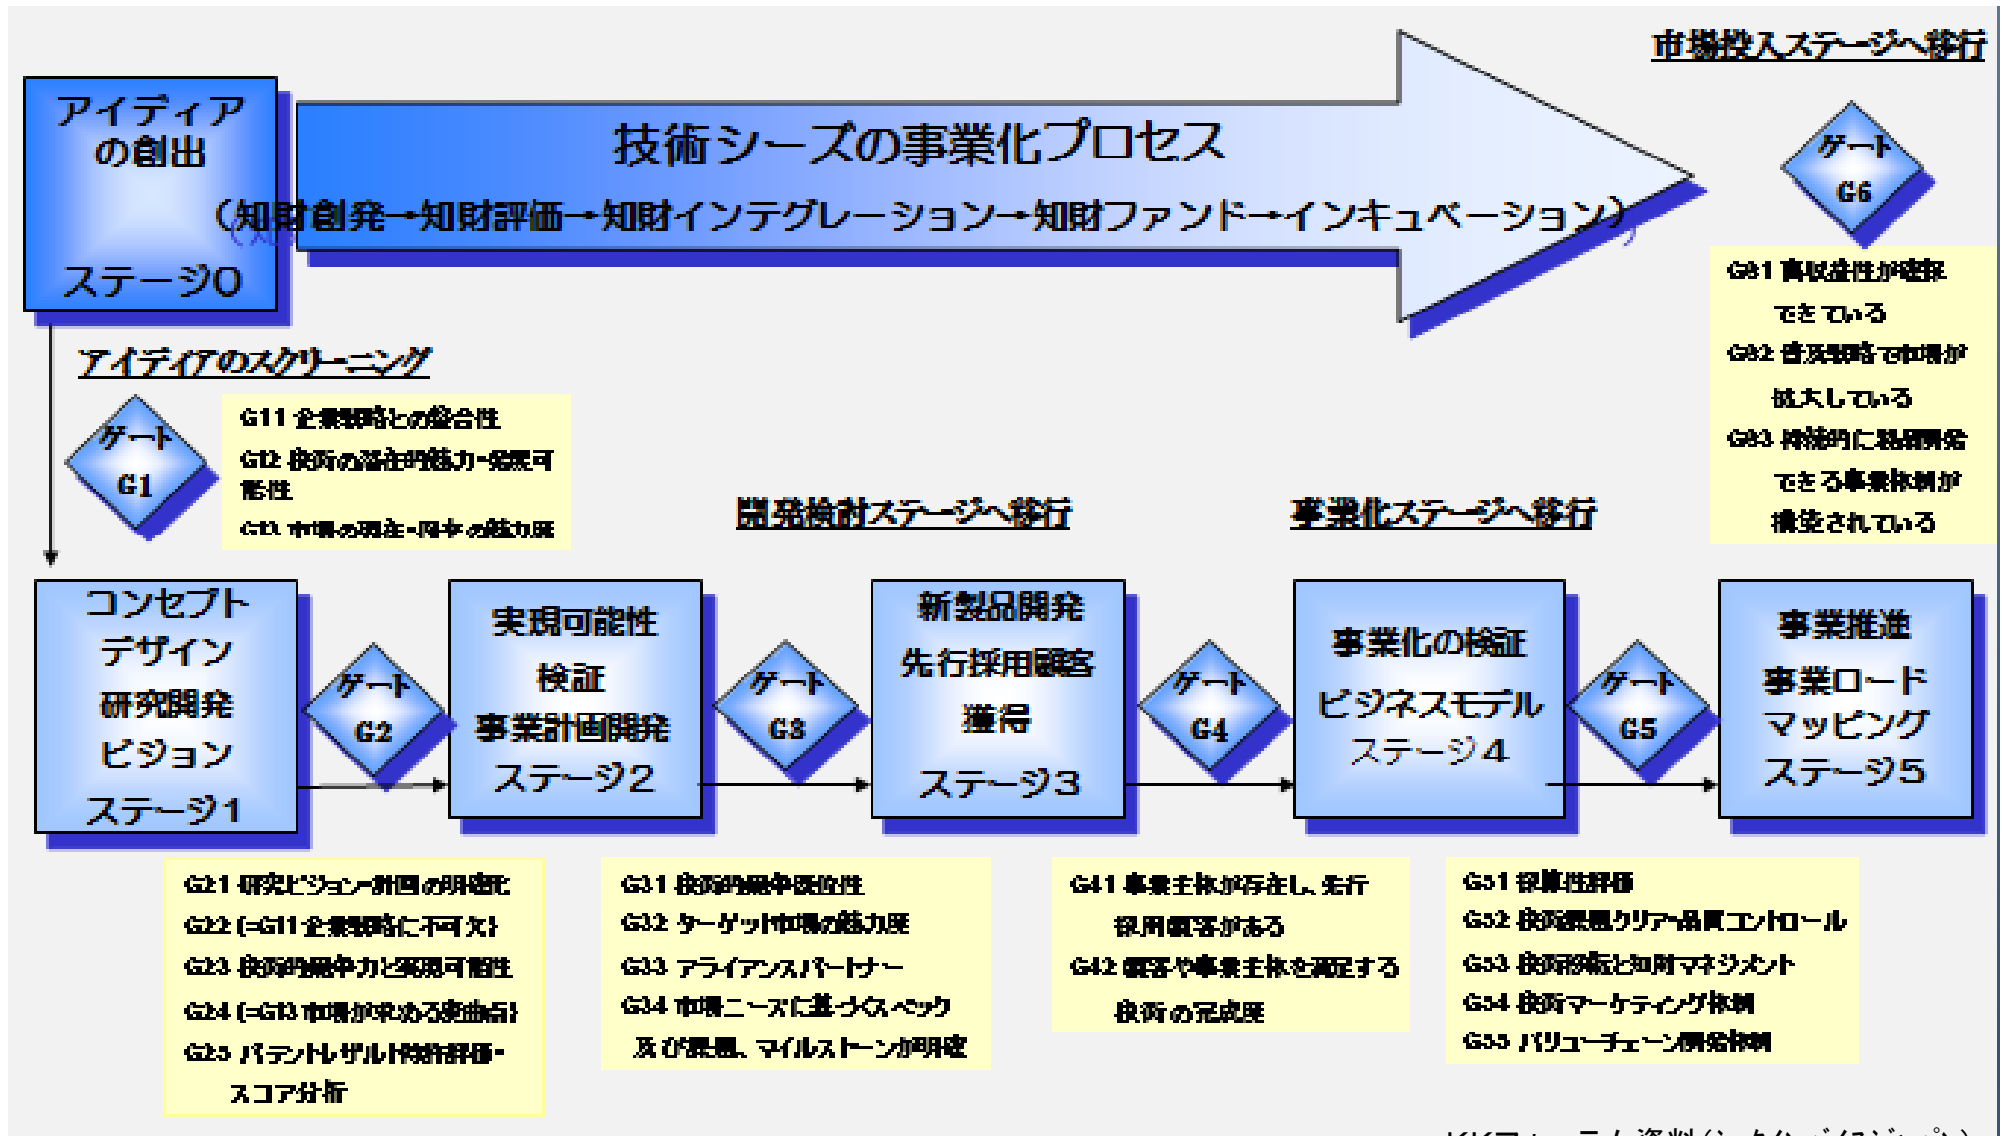 市場投入ステージへ移行
アイディア
の創出
ステージ0
技術シーズの事業化プロセス
(知財創発→知財評価→知財インテグレーション→知財ファンド→インキュベーション)
ゲート
G6
G61 高収益性が確保
できている
G62 普及戦略で市場が
拡大している
G63 持続的に製品開発
できる事業体制が
構築されている
アイディアのスクリーニング
ゲート
G1
G11 企業戦略との整合性
G12 技術の潜在的魅力・発展可
能性
G13 市場の現在・将来の魅力度
開発検討ステージへ移行
事業化ステージへ移行
コンセプト
デザイン
研究開発
ビジョン
ステージ1
ゲート
G2
実現可能性
検証
事業計画開発
ステージ2
ゲート
G3
新製品開発
先行採用顧客
獲得
ステージ3
ゲート
G4
事業化の検証
ビジネスモデル
ステージ4
ゲート
G5
事業推進
事業ロード
マッピング
ステージ5
G21 研究ビジョン・計画の明確化
G22 (=G11 企業戦略に不可欠)
G23 技術的競争力と実現可能性
G24 (=G13 市場が求める
G25 パテントレザルト特許評価・
スコア分析
G31 技術的競争優位性
G32 ターゲット市場の魅力度
G33 アライアンスパートナー
G34 市場ニーズに基づくスペック
及び課題、マイルストーンが明確
G41 事業主体が存在し、先行
採用顧客がある
G42 顧客や事業主体を満足する
技術の完成度
G51 採算性評価
G52 技術課題クリア・品質コントロール
G53 技術移転と知財マネジメント
G54 技術マーケティング体制
G55 バリューチェーン開発体制